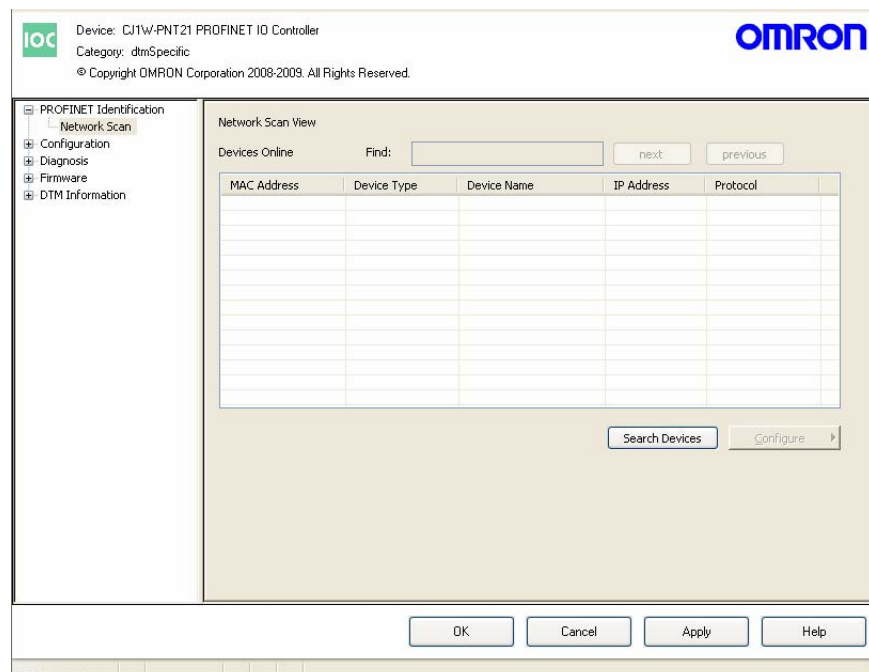 IOC
Device: CJ1W-PNT21 PROFINET IO Controller
Category: dtmSpecific
© Copyright OMRON Corporation 2008-2009. All Rights Reserved.
OMRON
PROFINET Identification
Network Scan
Configuration
Diagnosis
Firmware
DTM Information
Network Scan View
Devices Online Find: next previous
MAC Address Device Type Device Name IP Address Protocol
Search Devices Configure
OK Cancel Apply Help